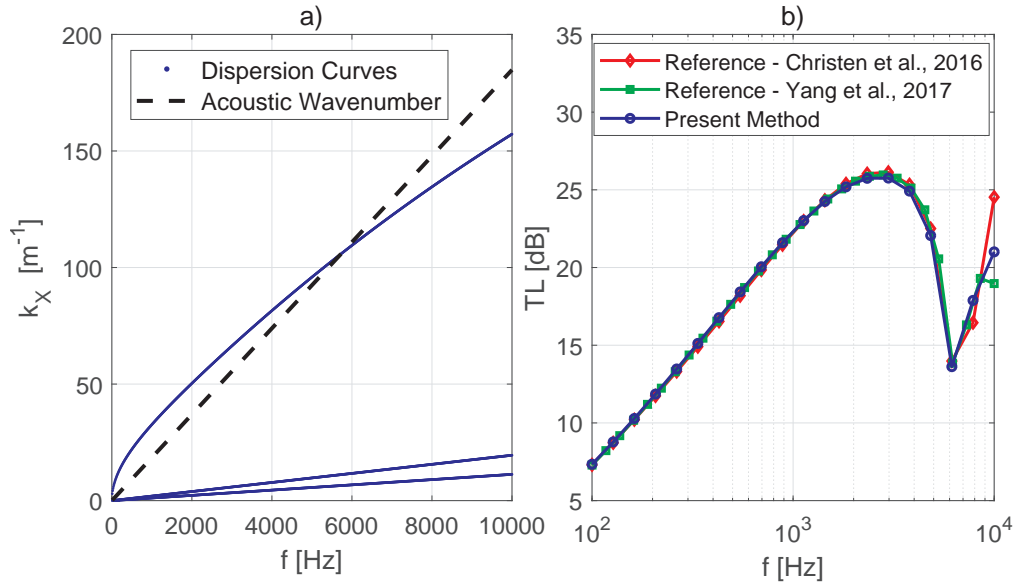 a)
200
150
100
50
0
k_X [m^-1]
Dispersion Curves
Acoustic Wavenumber
0
2000
4000
6000
8000
10000
f [Hz]
b)
35
30
25
20
15
10
5
TL [dB]
Reference - Christen et al., 2016
Reference - Yang et al., 2017
Present Method
10^2
10^3
10^4
f [Hz]